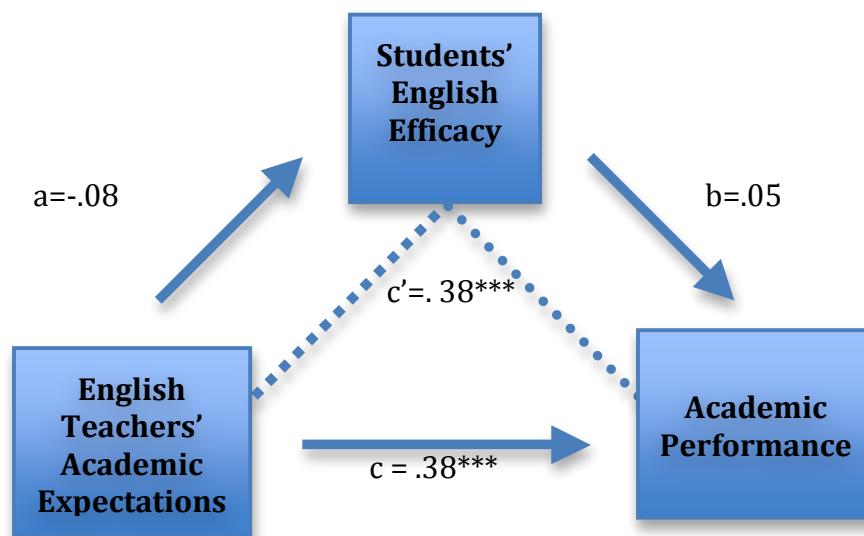 Students’
English
Efficacy
a=-.08
b=.05
c’=. 38***
English
Teachers’
Academic
Expectations
Academic
Performance
c = .38***